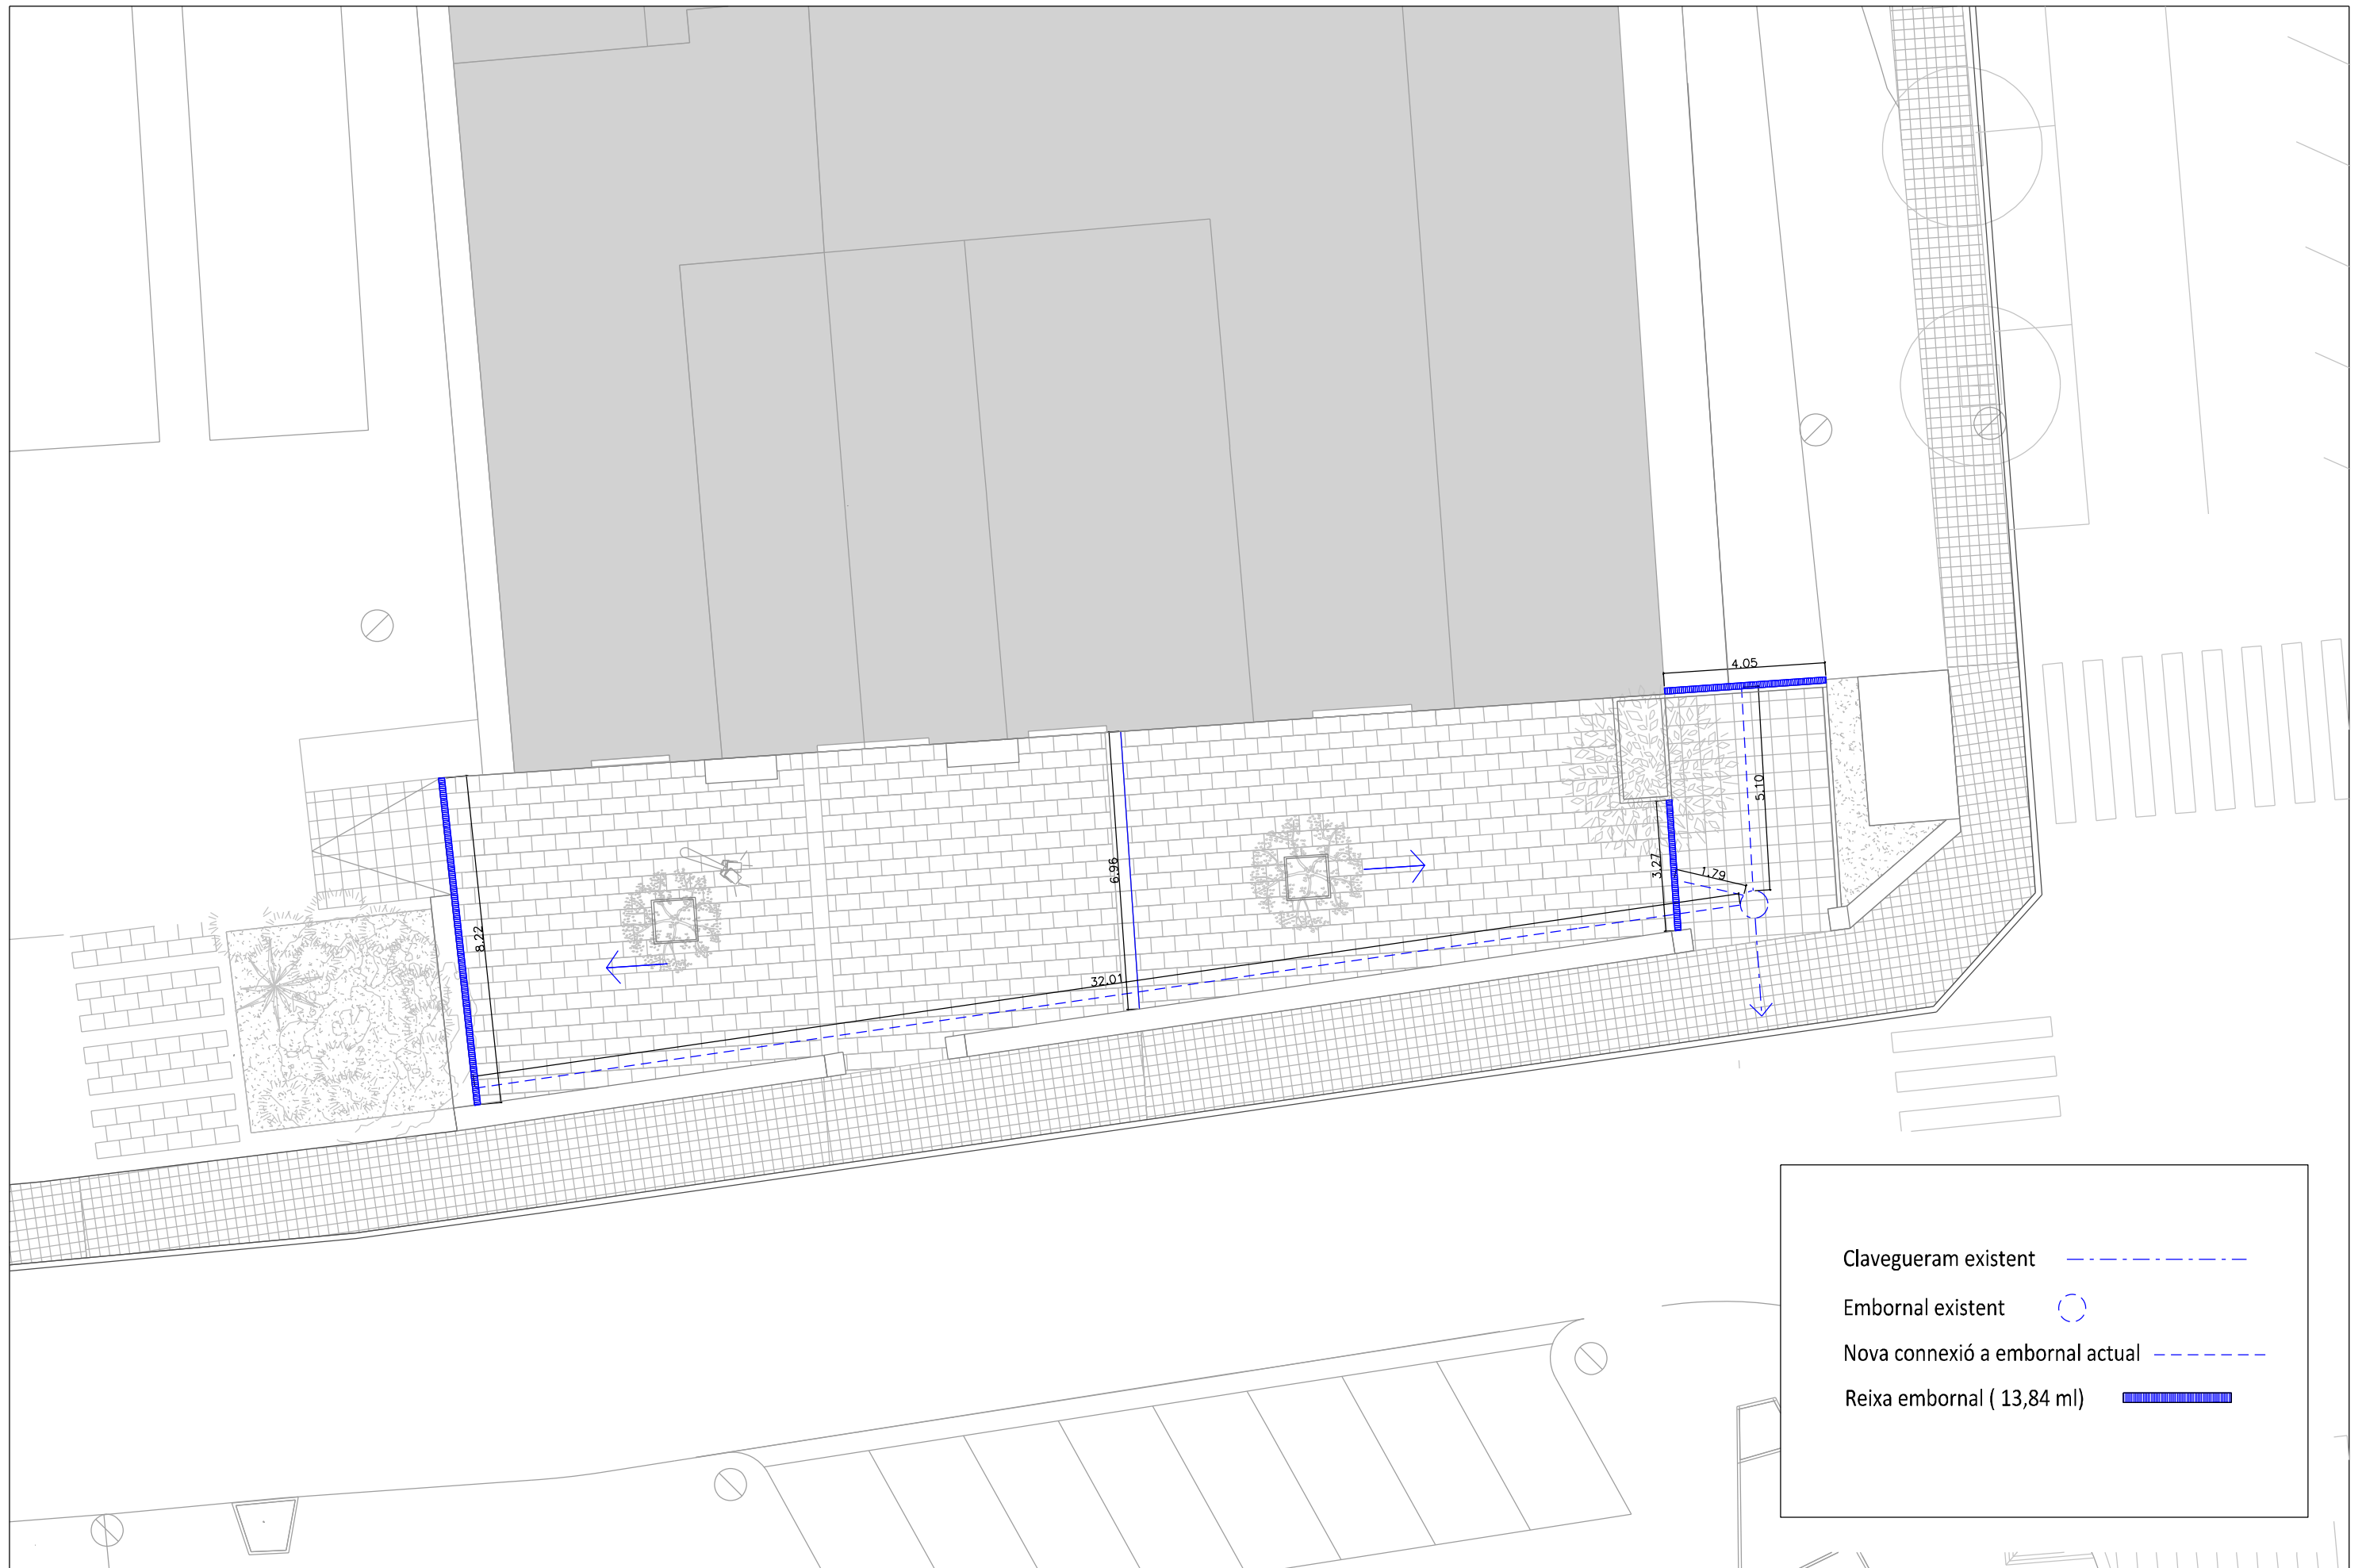 4.05
5.10
6.96
3.27
1.79
8.22
32.01
Clavegueram existent
Embornal existent
Nova connexió a embornal actual
Reixa embornal ( 13,84 ml)